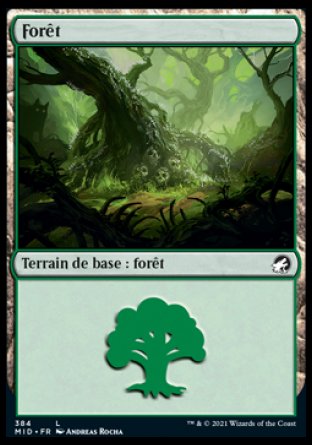 Forêt
Terrain de base : forêt
384 L
MID • FR Andreas Rocha
™ & © 2021 Wizards of the Coast